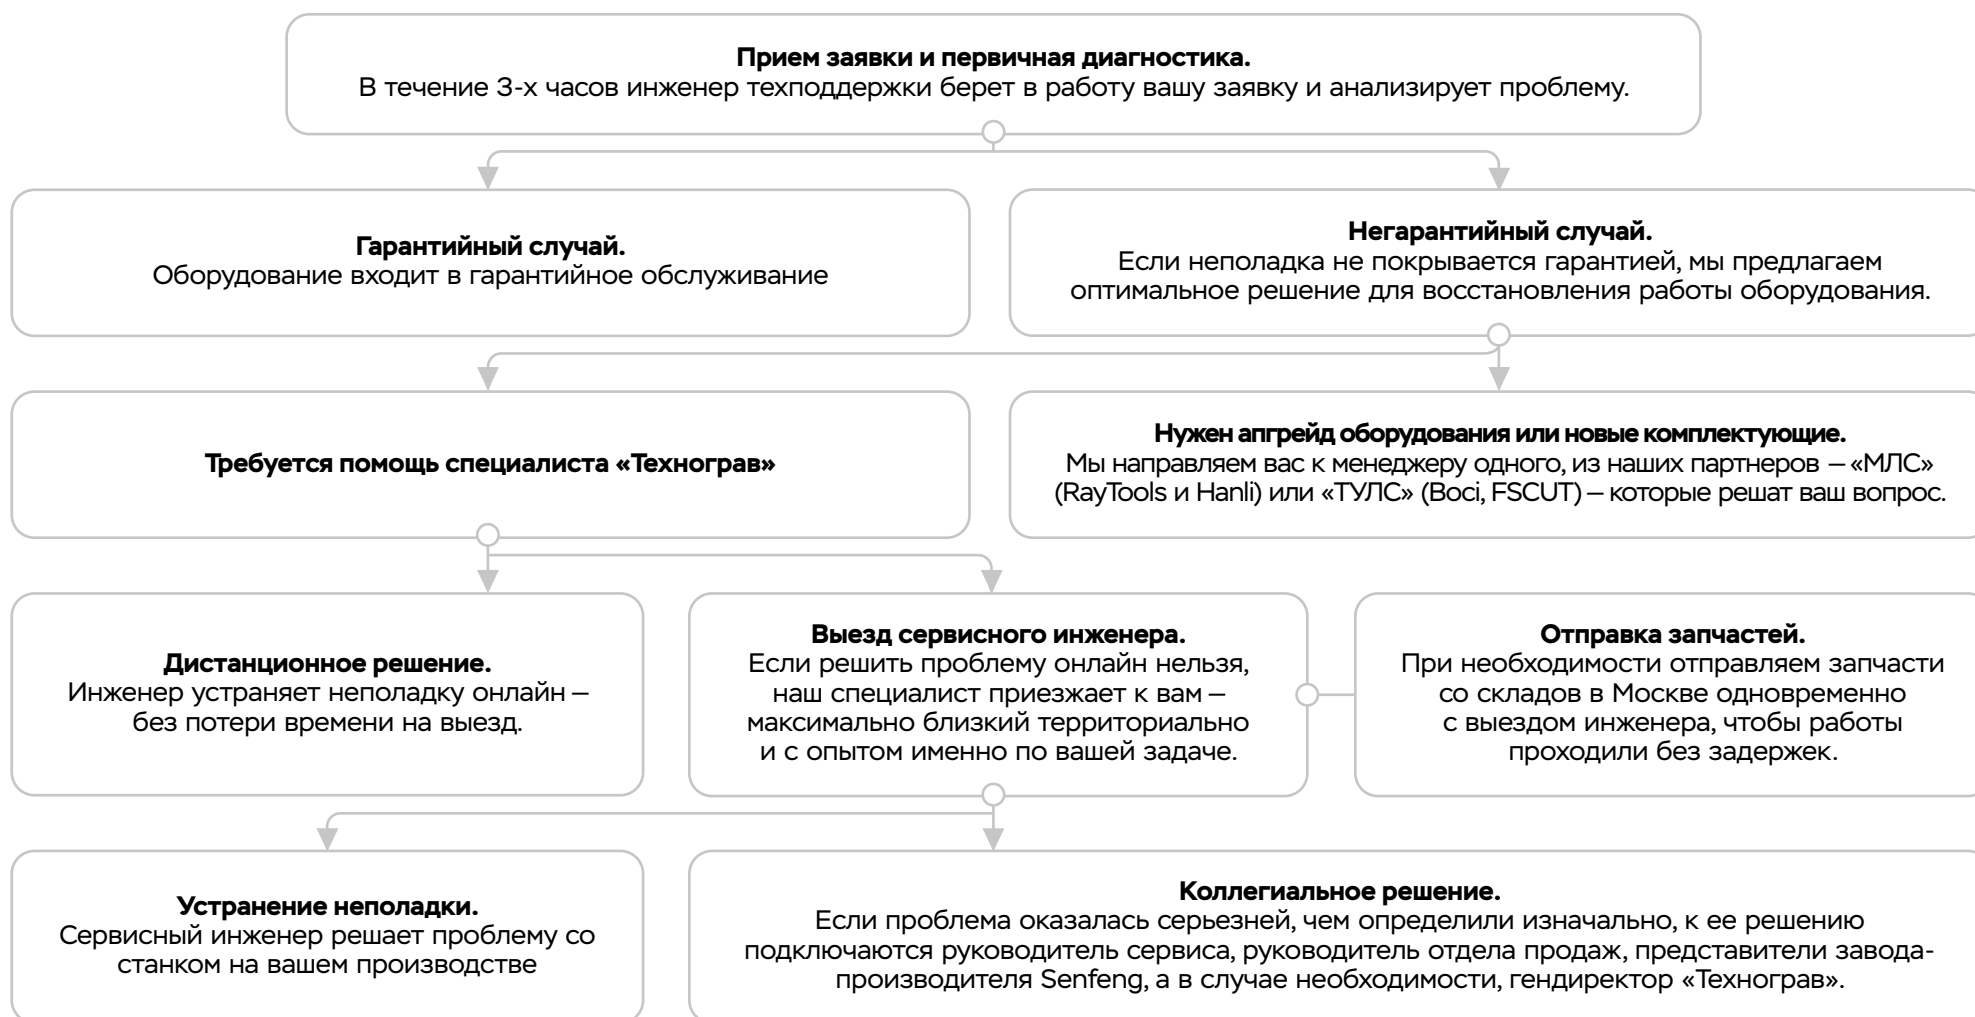 Прием заявки и первичная диагностика.
В течение 3-х часов инженер техподдержки берет в работу вашу заявку и анализирует проблему.
Гарантийный случай.
Оборудование входит в гарантийное обслуживание
Негарантийный случай.
Если неполадка не покрывается гарантией, мы предлагаем
оптимальное решение для восстановления работы оборудования.
Требуется помощь специалиста «Технограв»
Нужен апгрейд оборудования или новые комплектующие.
Мы направляем вас к менеджеру одного, из наших партнеров — «МЛС»
(RayTools и Hanli) или «ТУЛС» (Boci, FSCUT) — которые решат ваш вопрос.
Дистанционное решение.
Инженер устраняет неполадку онлайн —
без потери времени на выезд.
Выезд сервисного инженера.
Если решить проблему онлайн нельзя,
наш специалист приезжает к вам —
максимально близкий территориально
и с опытом именно по вашей задаче.
Отправка запчастей.
При необходимости отправляем запчасти
со складов в Москве одновременно
с выездом инженера, чтобы работы
проходили без задержек.
Устранение неполадки.
Сервисный инженер решает проблему со
станком на вашем производстве
Коллегиальное решение.
Если проблема оказалась серьезней, чем определили изначально, к ее решению
подключаются руководитель сервиса, руководитель отдела продаж, представители завода-
производителя Senfeng, а в случае необходимости, гендиректор «Технограв».